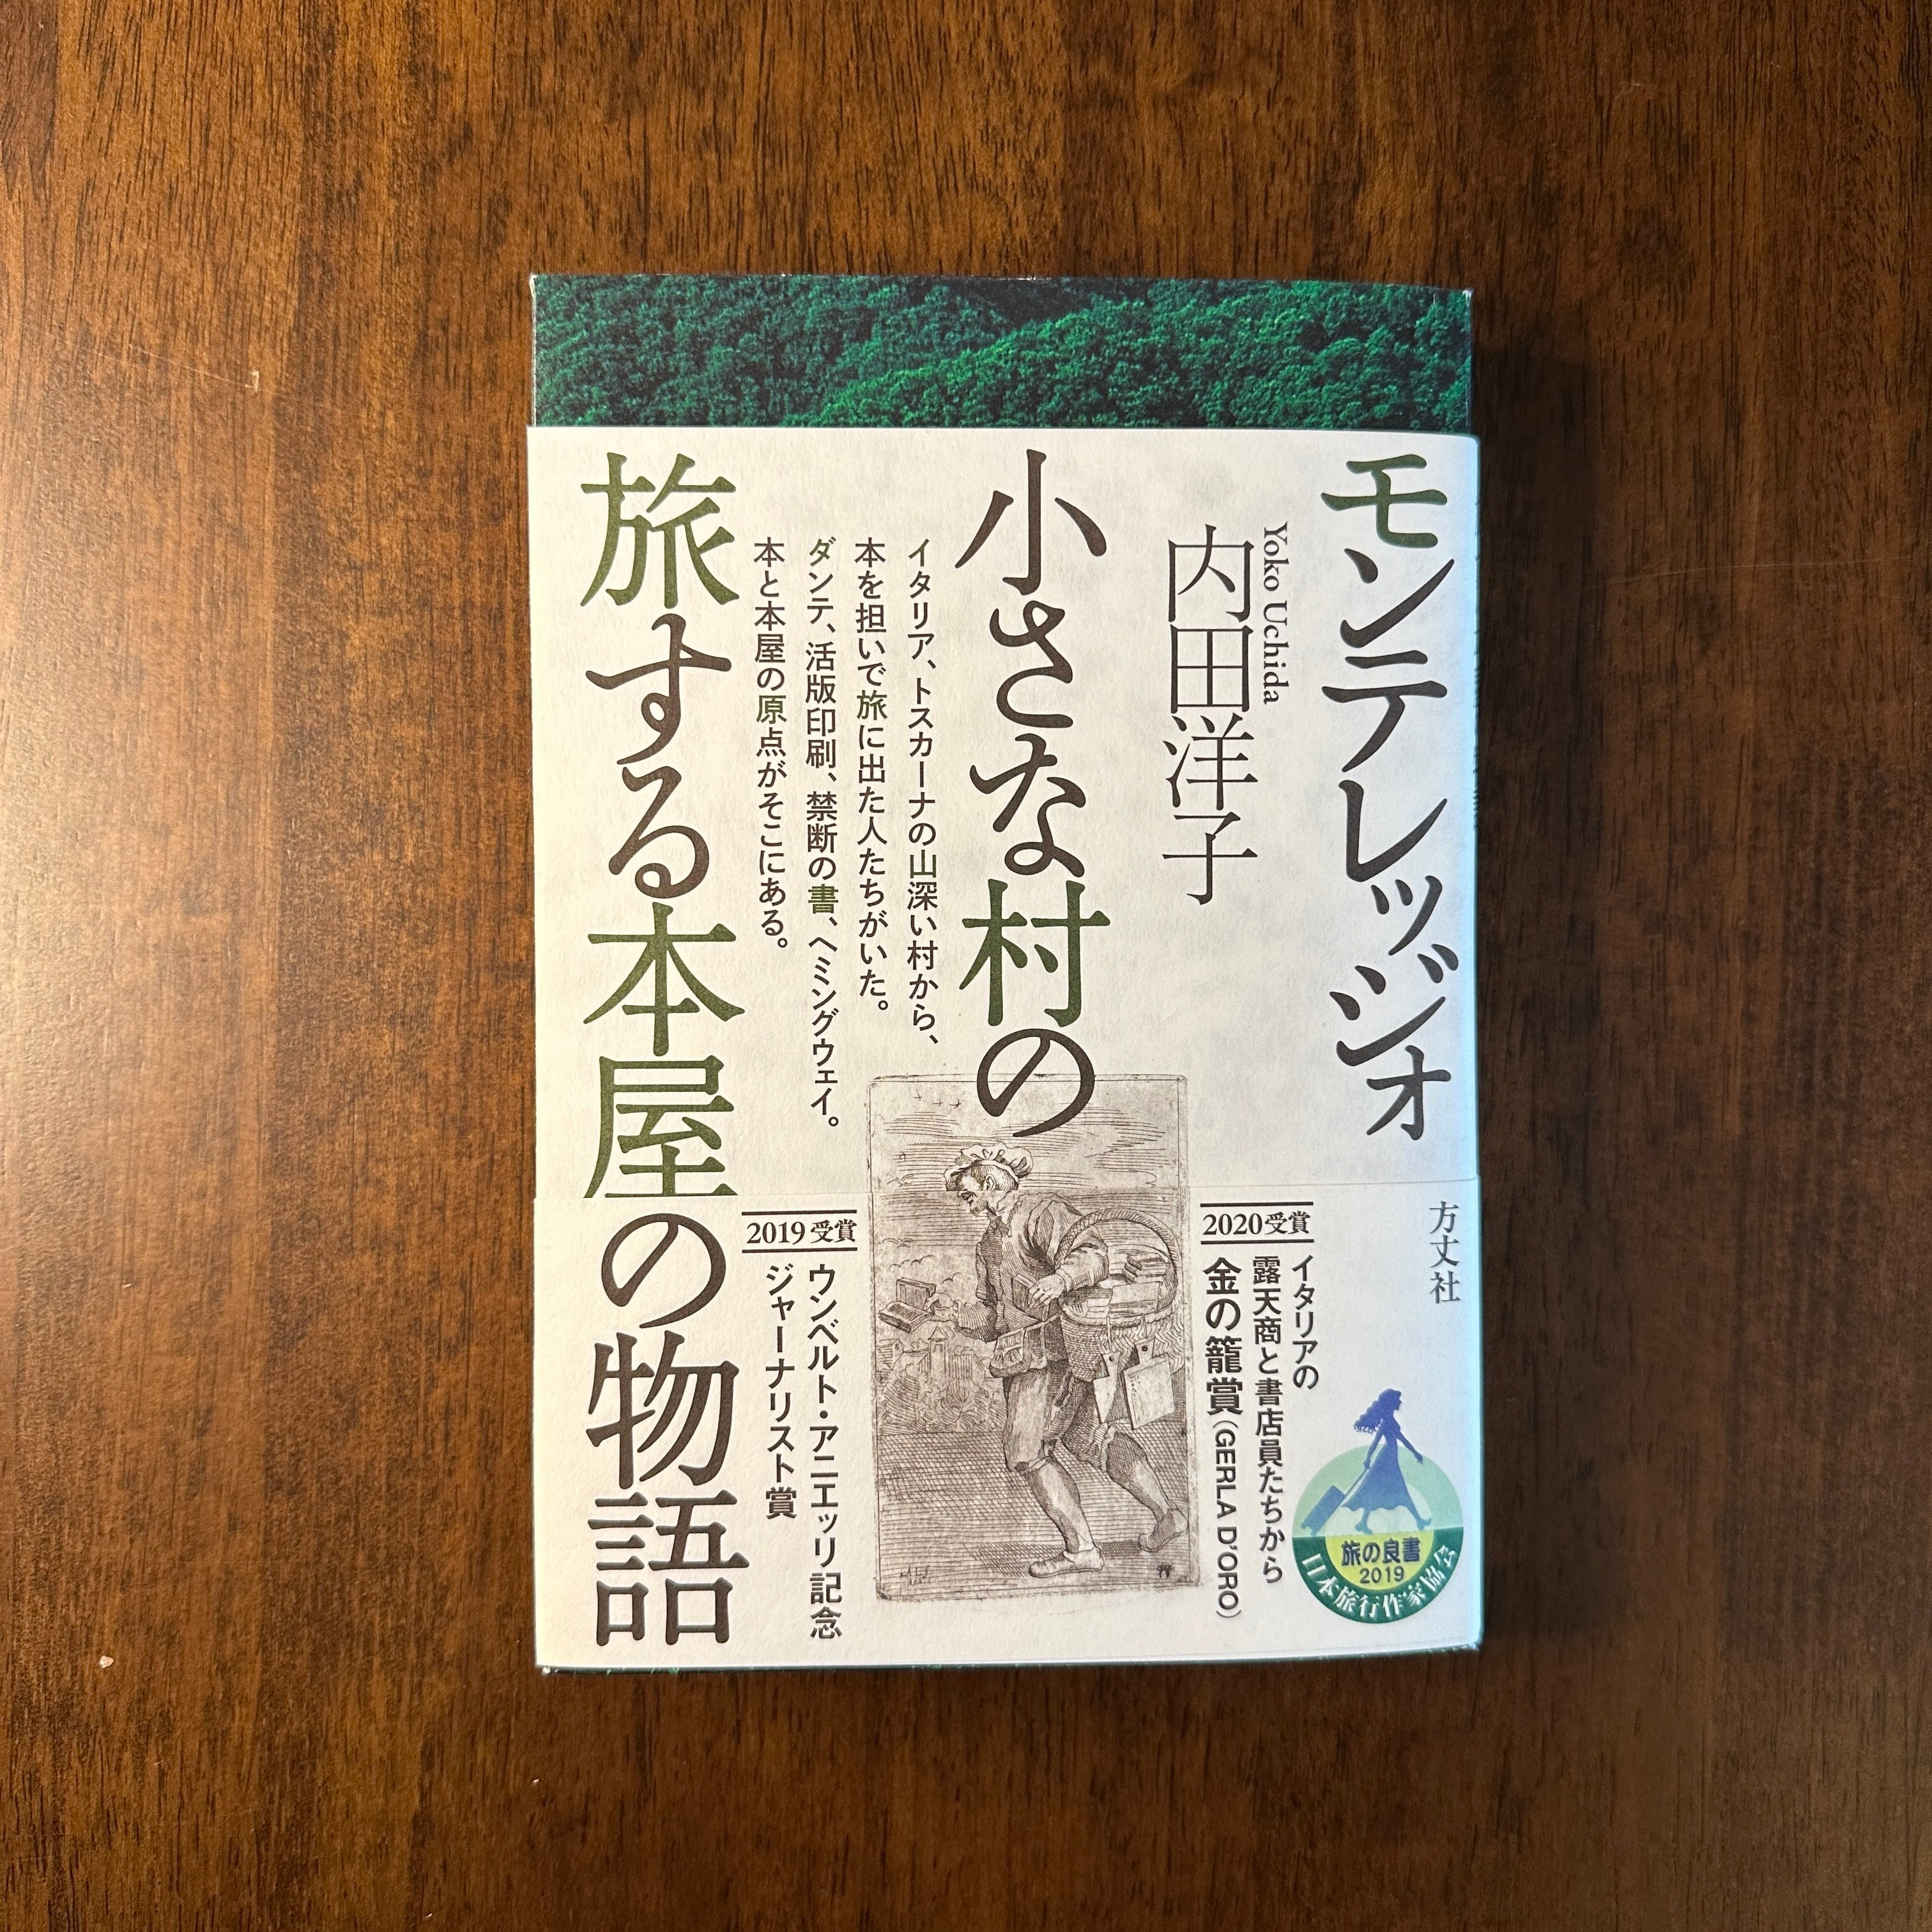 モンテレッジオ
Yoko Uchida
内田洋子
小さな村の
イタリア、トスカーナの山深い村から、
本を担いで旅に出た人たちがいた。
ダンテ、活版印刷、禁断の書、ヘミングウェイ。
本と本屋の原点がそこにある。
旅する本屋の物語
方丈社
2020受賞
イタリアの
露天商と書店員たちから
金の籠賞(GERLA D'ORO)
2019受賞
ウンベルト・アニエッリ記念
ジャーナリスト賞
旅の良書
2019
日本旅行作家協会